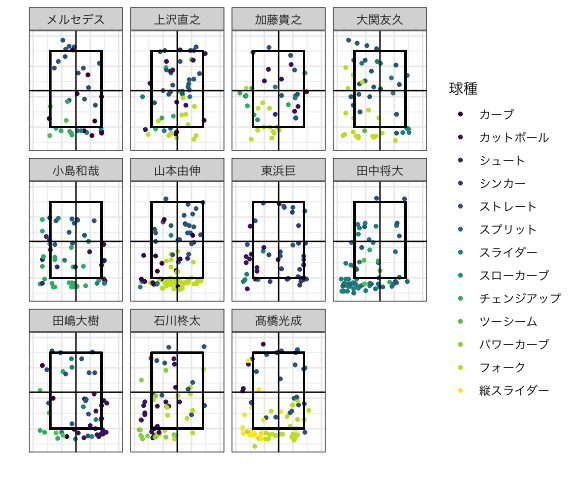 メルセデス
上沢直之
加藤貴之
大関友久
小島和哉
山本由伸
東浜巨
田中将大
田嶋大樹
石川柊太
髙橋光成
球種
カーブ
カットボール
シュート
シンカー
ストレート
スプリット
スライダー
スローカーブ
チェンジアップ
ツーシーム
パワーカーブ
フォーク
縦スライダー